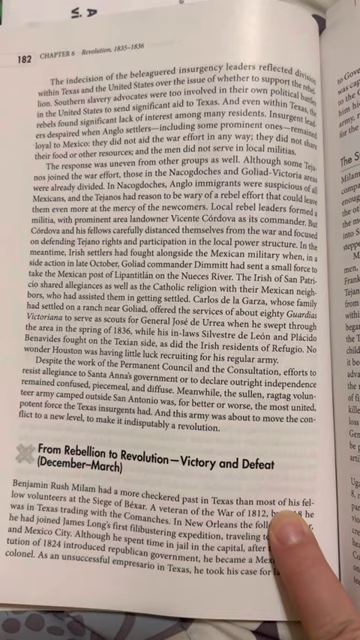 182 CHAPTER 6 Revolution, 1835–1836
The indecision of the beleaguered insurgency leaders reflected division
within Texas and the United States over the issue of whether to support the rebel-
lion. Southern slavery advocates were too involved in their own political battles
in the United States to send significant aid to Texas. And even within Texas, the
rebels found significant lack of interest among many residents. Insurgent lead-
ers despaired when Anglo settlers—including some prominent ones—remained
loyal to Mexico: they did not aid the war effort in any way; they did not share
their food or other resources; and the men did not serve in local militias.
The response was uneven from other groups as well. Although some Teja-
nos joined the war effort, those in the Nacogdoches and Goliad-Victoria areas
were already divided. In Nacogdoches, Anglo immigrants were suspicious of all
Mexicans, and the Tejanos had reason to be wary of a rebel effort that could leave
them even more at the mercy of the newcomers. Local rebel leaders formed a
militia, with prominent area landowner Vicente Córdova as its commander. But
Córdova and his fellows carefully distanced themselves from the war and focused
on defending Tejano rights and participation in the local power structure. In the
meantime, Irish settlers had fought alongside the Mexican military when, in a
side action in late October, Goliad commander Dimmitt had sent a small force to
take the Mexican post of Lipantitlán on the Nueces River. The Irish of San Patri-
cio shared allegiances as well as the Catholic religion with their Mexican neigh-
bors, who had assisted them in getting settled. Carlos de la Garza, whose family
had settled on a ranch near Goliad, offered the services of about eighty Guardias
Victoriana to serve as scouts for General José de Urrea when he swept through
the area in the spring of 1836, while his in-laws Silvestre de León and Plácido
Benavides fought on the Texian side, as did the Irish residents of Refugio. No
wonder Houston was having little luck recruiting for his regular army.
Despite the work of the Permanent Council and the Consultation, efforts to
resist allegiance to Santa Anna's government or to declare outright independence
remained confused, piecemeal, and diffuse. Meanwhile, the sullen, ragtag volun-
teer army camped outside San Antonio was, for better or worse, the most united,
potent force the Texas insurgents had. And this army was about to move the con-
flict to a new level, to make it indisputably a revolution.
From Rebellion to Revolution—Victory and Defeat
(December–March)
Benjamin Rush Milam had a more checkered past in Texas than most of his fel-
low volunteers at the Siege of Béxar. A veteran of the War of 1812, he
was in Texas trading with the Comanches. In New Orleans the
he had joined James Long's first filibustering expedition, traveling to
and Mexico City. Although he spent time in jail in the capital, after
tution of 1824 introduced republican government, he became a
colonel. As an unsuccessful empresario in Texas, he took his case for